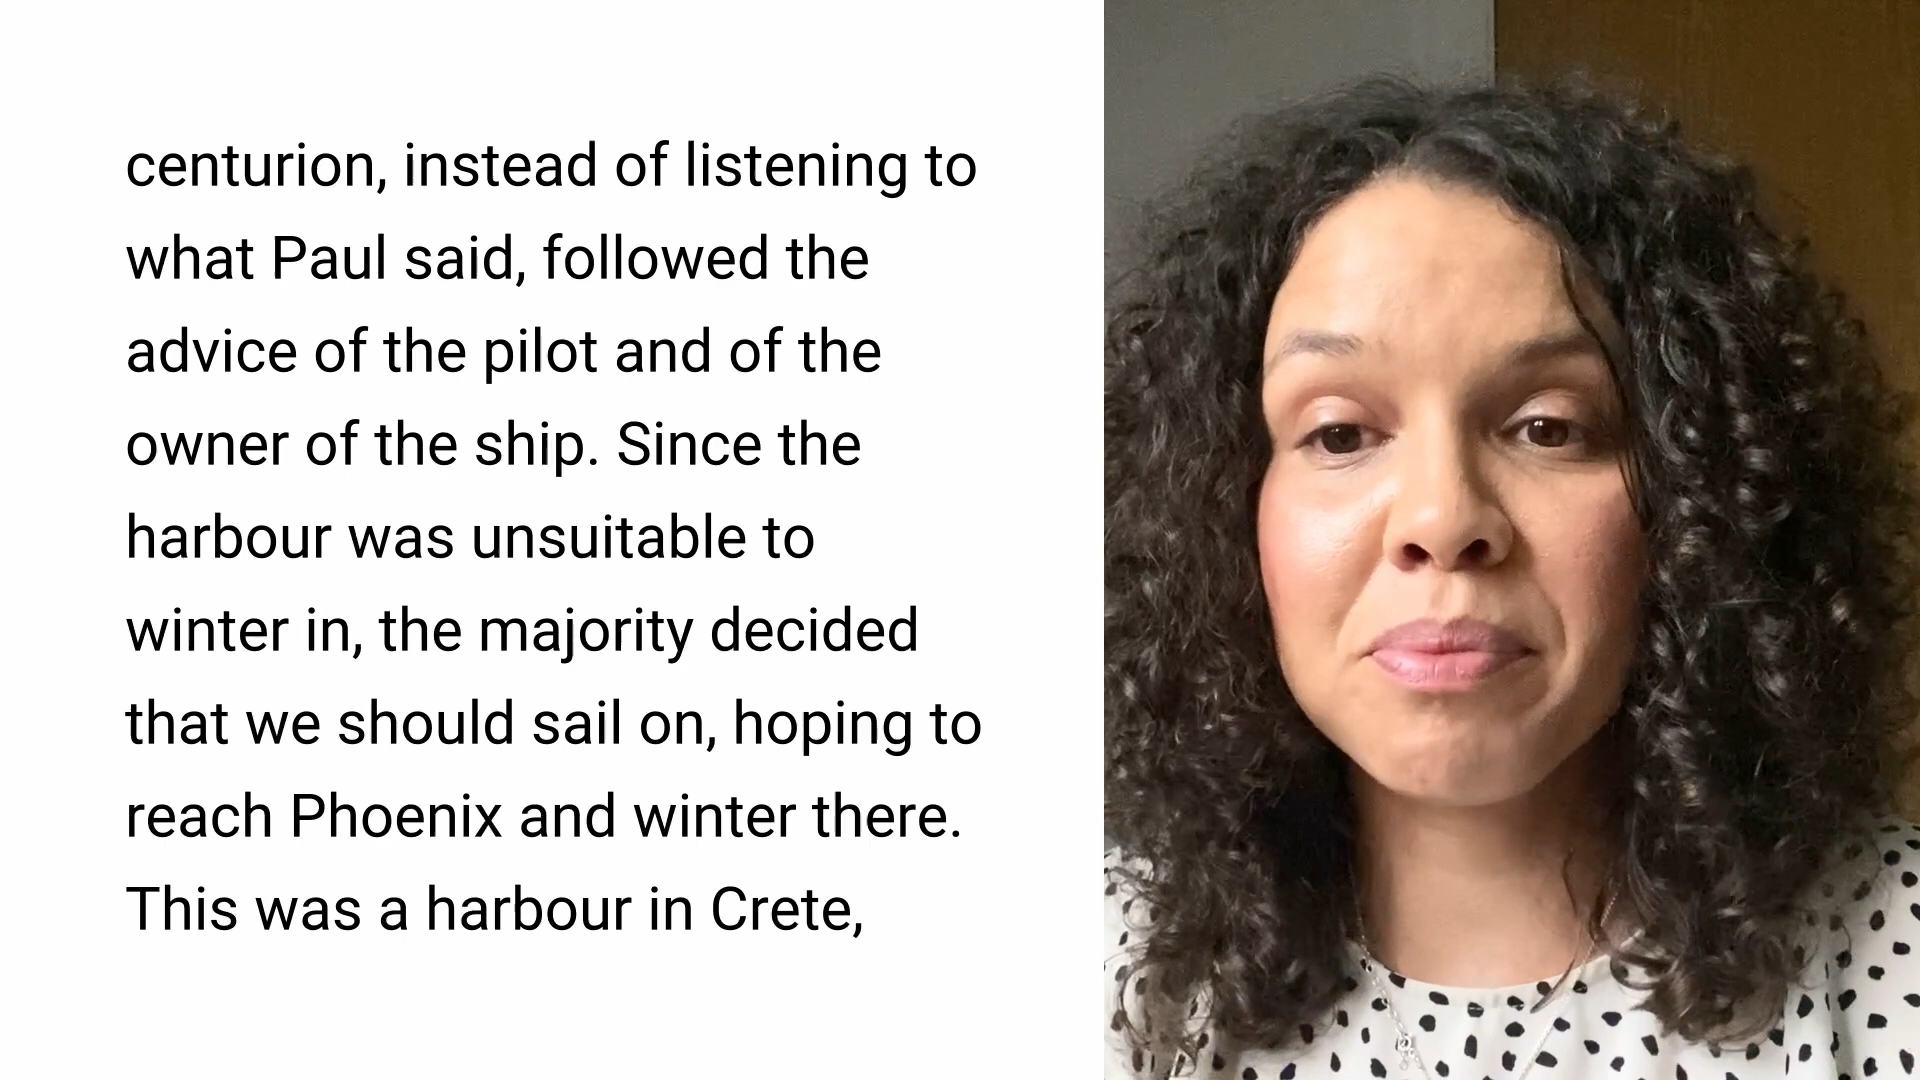 centurion, instead of listening to
what Paul said, followed the
advice of the pilot and of the
owner of the ship. Since the
harbour was unsuitable to
winter in, the majority decided
that we should sail on, hoping to
reach Phoenix and winter there.
This was a harbour in Crete,